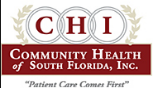 CHI
COMMUNITY HEALTH
OF SOUTH FLORIDA, INC.
"Patient Care Comes First"